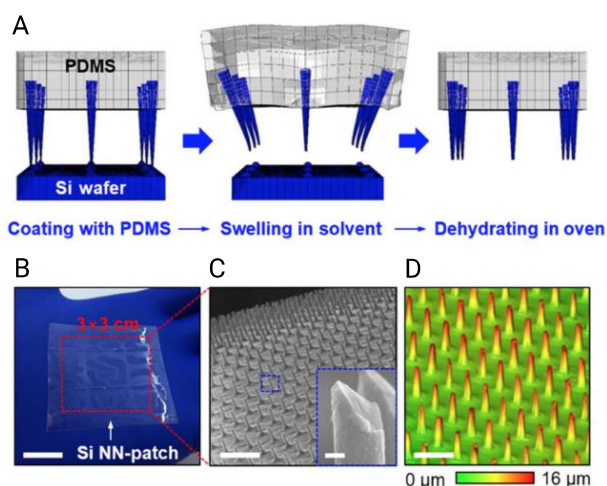 A
PDMS
Si wafer
Coating with PDMS → Swelling in solvent → Dehydrating in oven
B
C
D
3×3 cm
Si NN-patch
0 μm
16 μm